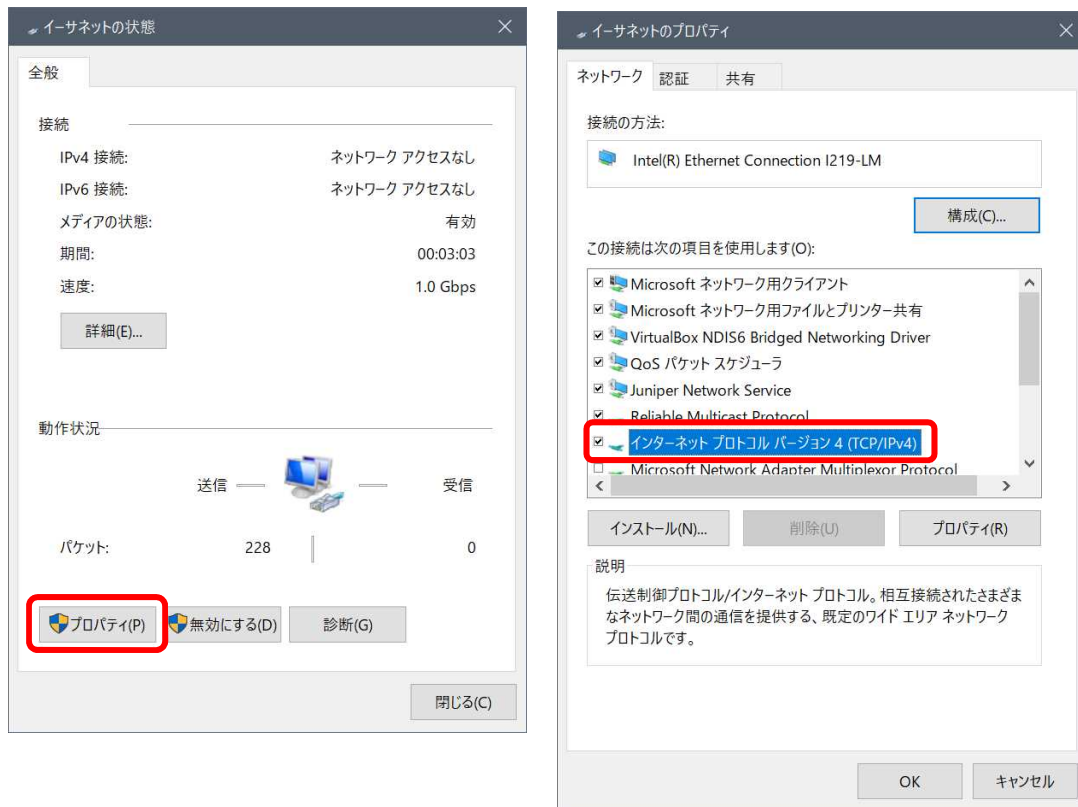 イーサネットの状態
全般
接続
IPv4 接続: ネットワーク アクセスなし
IPv6 接続: ネットワーク アクセスなし
メディアの状態: 有効
期間: 00:03:03
速度: 1.0 Gbps
詳細(E)...
動作状況
送信 受信
パケット: 228 0
プロパティ(P) 無効にする(D) 診断(G)
閉じる(C)
イーサネットのプロパティ
ネットワーク 認証 共有
接続の方法:
Intel(R) Ethernet Connection I219-LM
構成(C)...
この接続は次の項目を使用します(O):
Microsoft ネットワーク用クライアント
Microsoft ネットワーク用ファイルとプリンター共有
VirtualBox NDIS6 Bridged Networking Driver
QoS パケット スケジューラ
Juniper Network Service
Reliable Multicast Protocol
インターネット プロトコル バージョン 4 (TCP/IPv4)
Microsoft Network Adapter Multiplexor Protocol
インストール(N)... 削除(U) プロパティ(R)
説明
伝送制御プロトコル/インターネット プロトコル。相互接続されたさまざま
なネットワーク間の通信を提供する、既定のワイド エリア ネットワーク
プロトコルです。
OK キャンセル